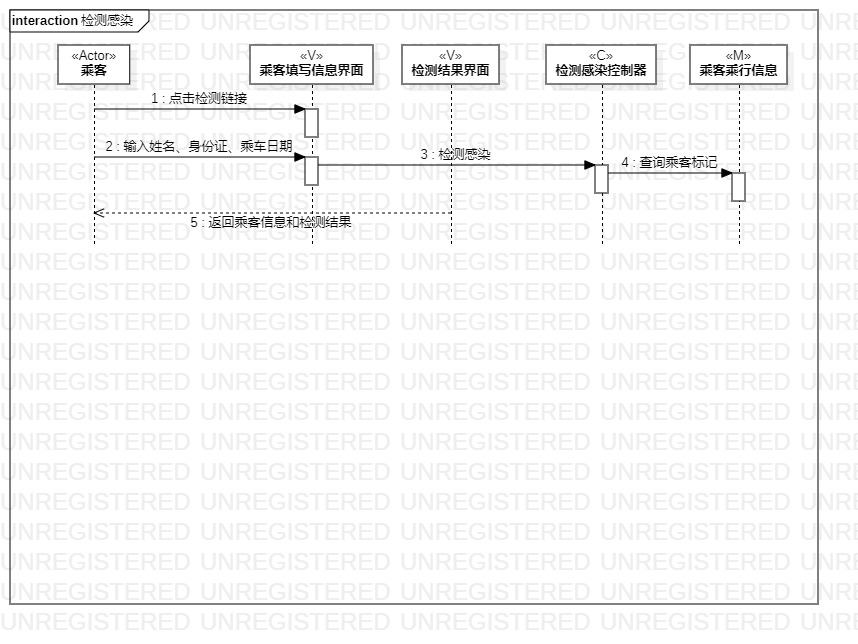 interaction 检测感染
«Actor»
乘客
«V»
乘客填写信息界面
«V»
检测结果界面
«C»
检测感染控制器
«M»
乘客乘行信息
1 : 点击检测链接
2 : 输入姓名、身份证、乘车日期
3 : 检测感染
4 : 查询乘客标记
5 : 返回乘客信息和检测结果
UNREGISTERED